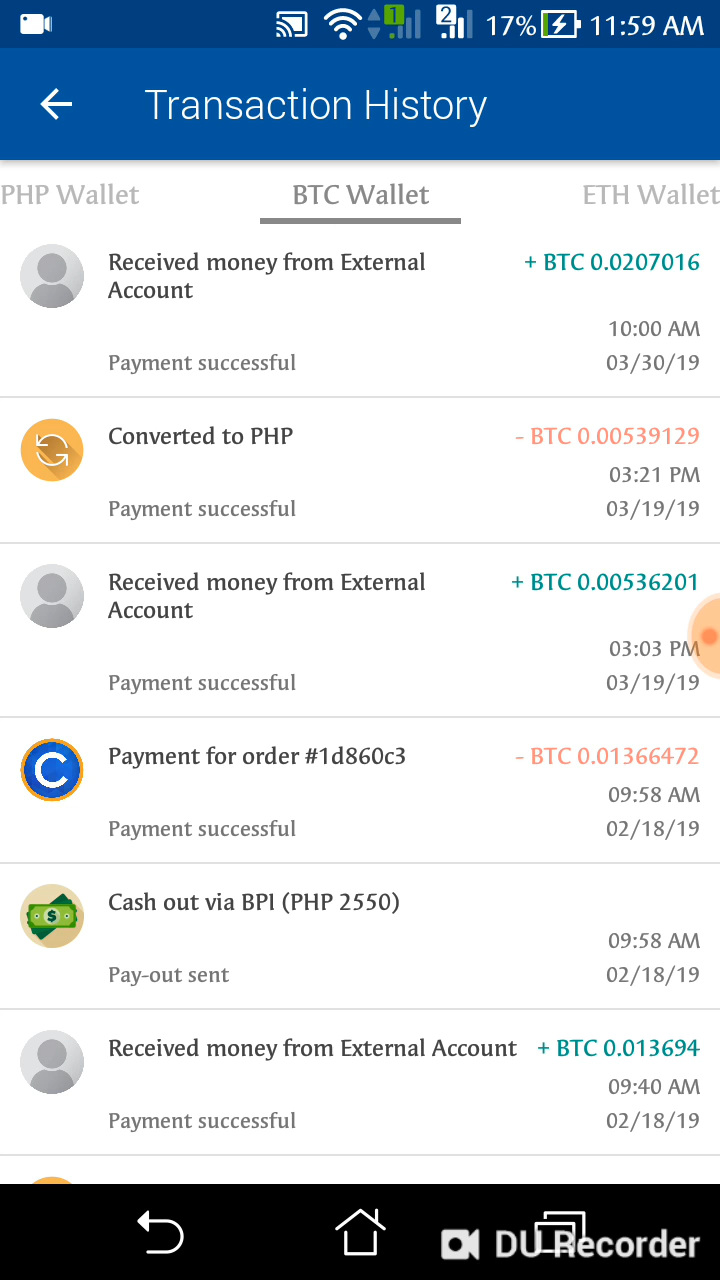 1 2 17% 11:59 AM
Transaction History
PHP Wallet BTC Wallet ETH Wallet
Received money from External + BTC 0.0207016
Account
10:00 AM
Payment successful 03/30/19
Converted to PHP - BTC 0.00539129
03:21 PM
Payment successful 03/19/19
Received money from External + BTC 0.00536201
Account
03:03 PM
Payment successful 03/19/19
C Payment for order #1d860c3 - BTC 0.01366472
09:58 AM
Payment successful 02/18/19
$ Cash out via BPI (PHP 2550)
09:58 AM
Pay-out sent 02/18/19
Received money from External Account + BTC 0.013694
09:40 AM
Payment successful 02/18/19
DU Recorder